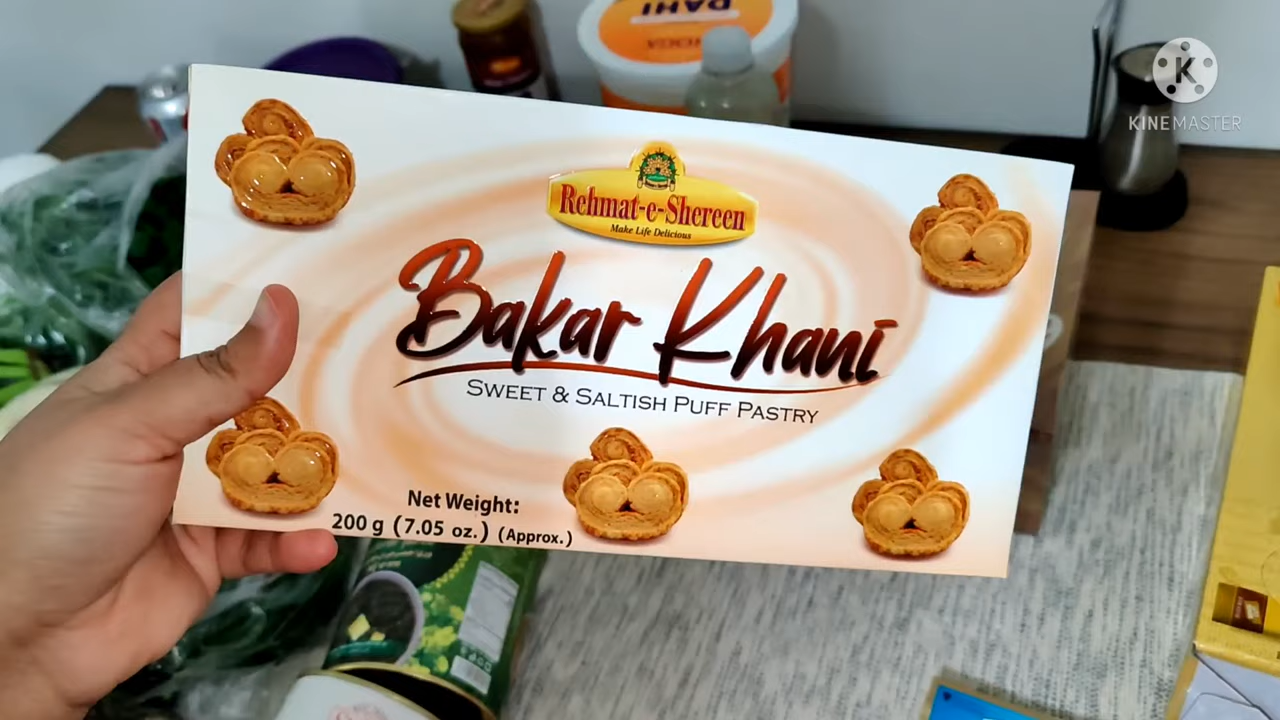 DAHI
KINEMASTER
Rehmat-e-Shereen
Make Life Delicious
Bakar Khani
SWEET & SALTISH PUFF PASTRY
Net Weight:
200 g (7.05 oz.) (Approx.)